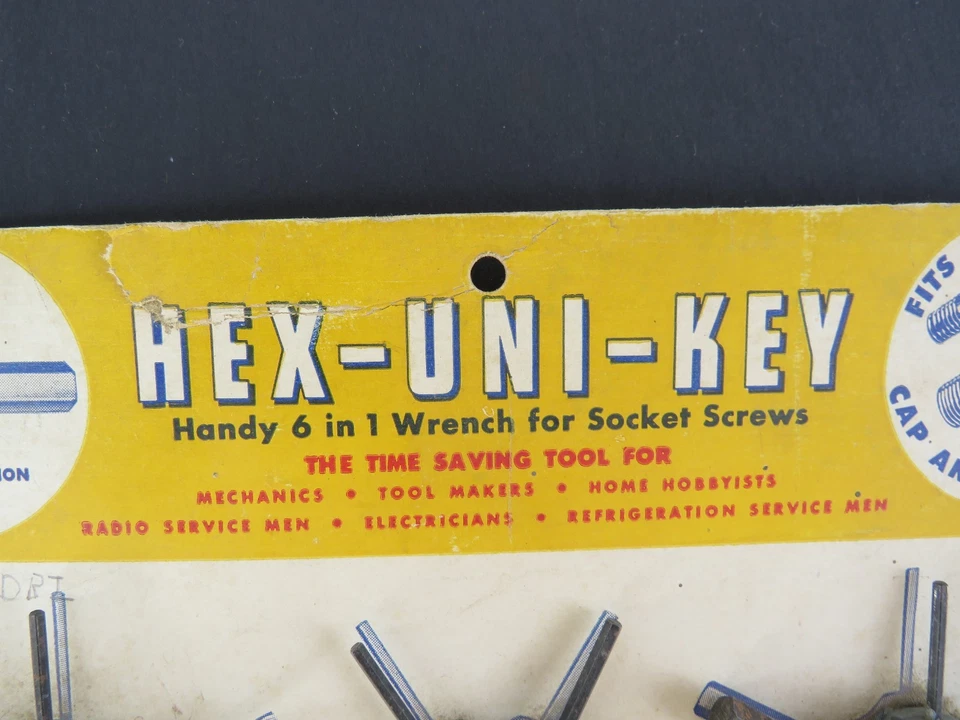 HEX-UNI-KEY
Handy 6 in 1 Wrench for Socket Screws
THE TIME SAVING TOOL FOR
MECHANICS • TOOL MAKERS • HOME HOBBYISTS
RADIO SERVICE MEN • ELECTRICIANS • REFRIGERATION SERVICE MEN
FITS
CAP